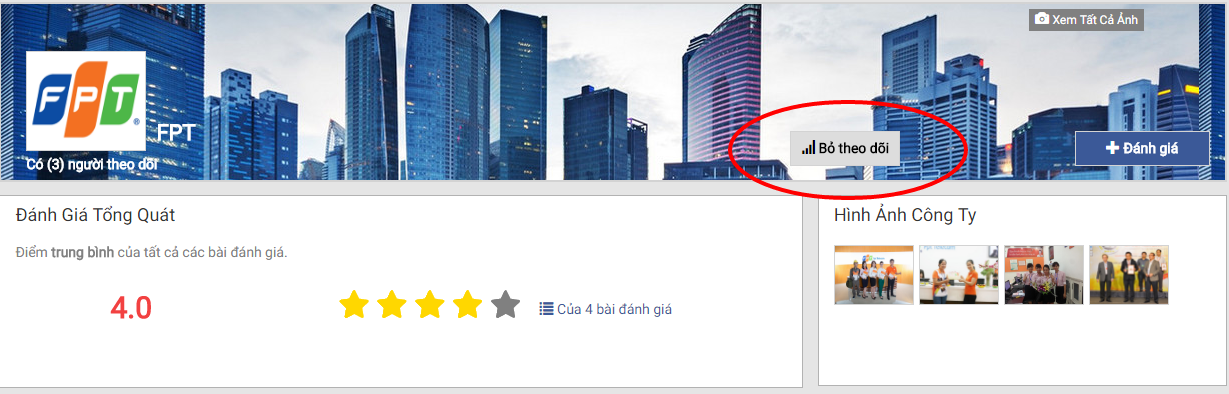 Xem Tất Cả Ảnh
FPT
®
FPT
Có (3) người theo dõi
Bỏ theo dõi
Đánh giá
Đánh Giá Tổng Quát
Điểm trung bình của tất cả các bài đánh giá.
4.0
Của 4 bài đánh giá
Hình Ảnh Công Ty